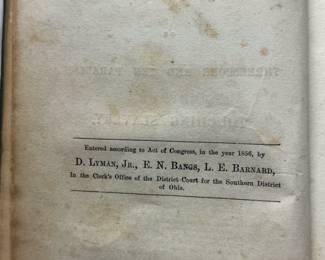 Entered according to Act of Congress, in the year 1856, by
D. LYMAN, JR., E. N. BANGS, L. E. BARNARD,
In the Clerk's Office of the District Court for the Southern District
of Ohio.